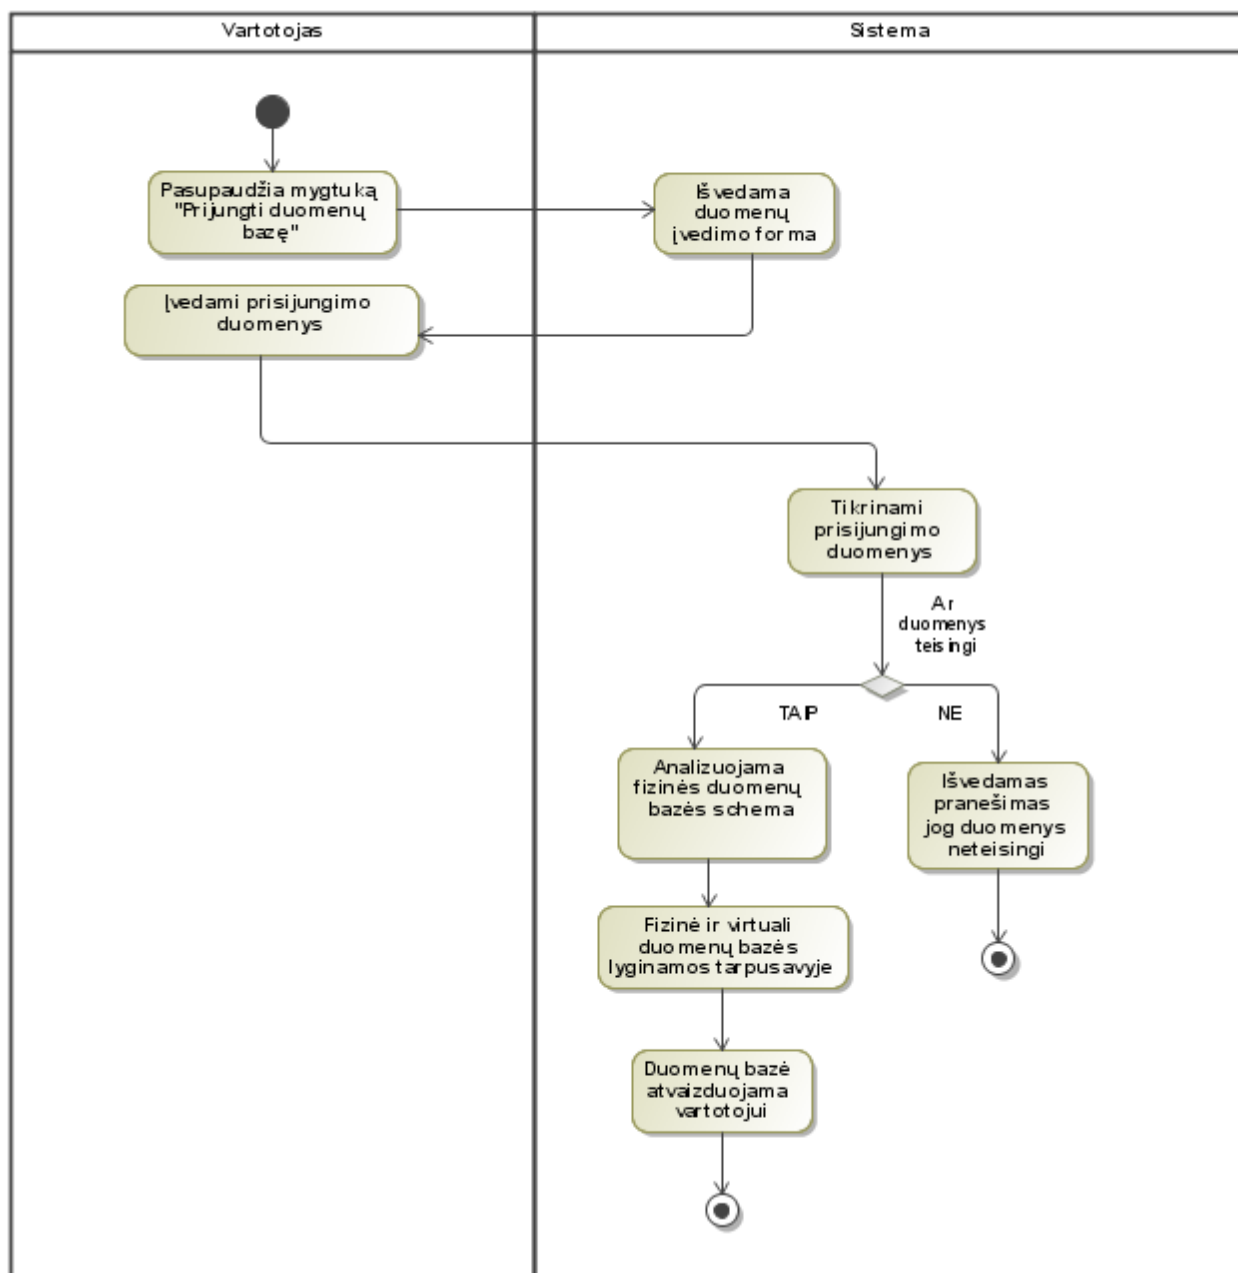 Vartotojas
Sistema
Pasupaudžia mygtuką
"Prijungti duomenų
bazę"
Išvedama
duomenų
įvedimo forma
Įvedami prisijungimo
duomenys
Tikrinami
prisijungimo
duomenys
Ar
duomenys
teisingi
TAIP
NE
Analizuojama
fizinės duomenų
bazės schema
Išvedamas
pranešimas
jog duomenys
neteisingi
Fizinė ir virtuali
duomenų bazės
lyginamos tarpusavyje
Duomenų bazė
atvaizduojama
vartotojui